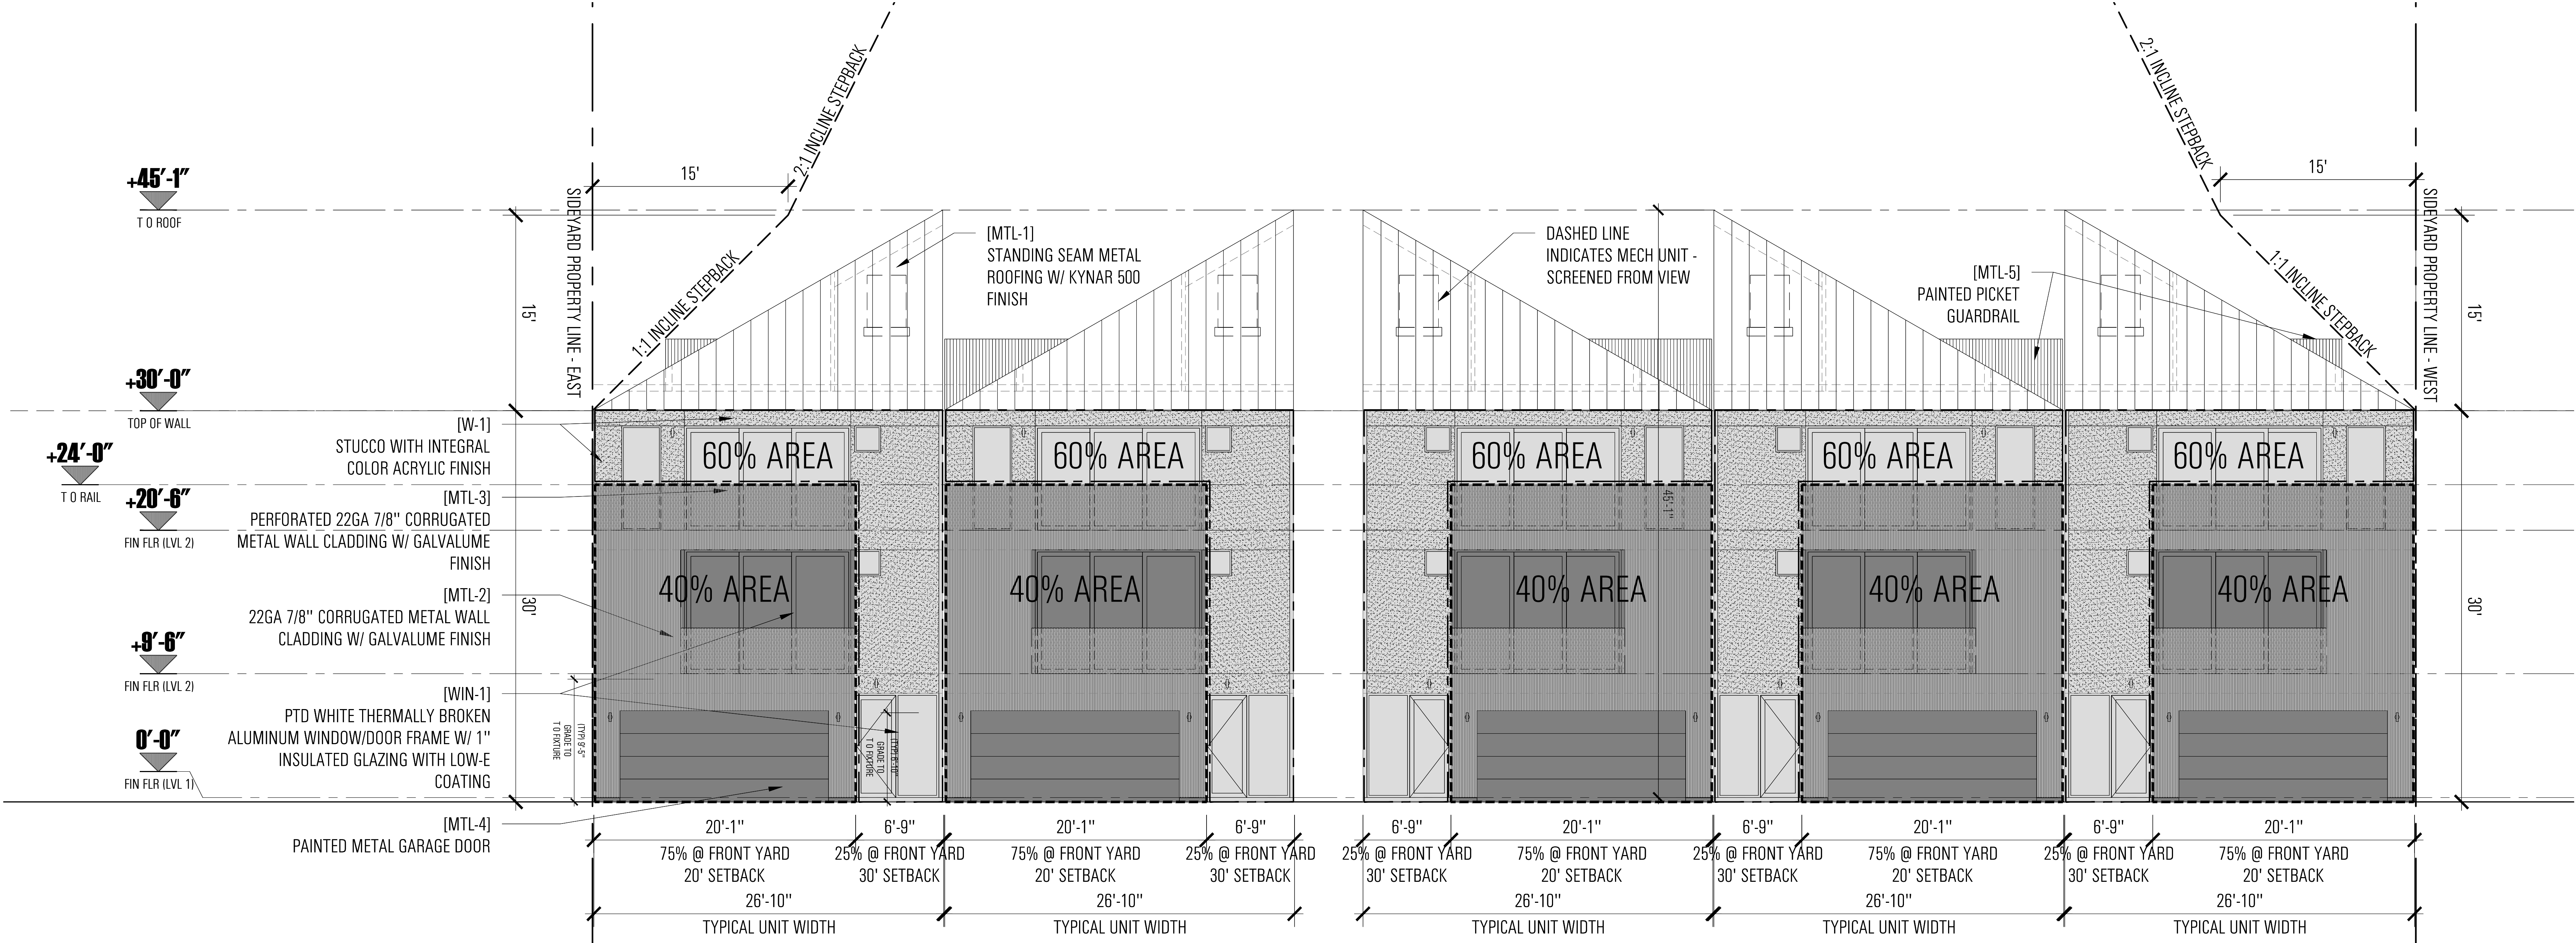 2:1 INCLINE STEPBACK
2:1 INCLINE STEPBACK
15'
15'
+45'-1"
T O ROOF
SIDEYARD PROPERTY LINE - EAST
SIDEYARD PROPERTY LINE - WEST
1:1 INCLINE STEPBACK
1:1 INCLINE STEPBACK
[MTL-1]
STANDING SEAM METAL
ROOFING W/ KYNAR 500
FINISH
DASHED LINE
INDICATES MECH UNIT -
SCREENED FROM VIEW
[MTL-5]
PAINTED PICKET
GUARDRAIL
15'
15'
+30'-0"
TOP OF WALL
+24'-0"
T O RAIL
+20'-6"
FIN FLR (LVL 2)
+9'-6"
FIN FLR (LVL 2)
0'-0"
FIN FLR (LVL 1)
[W-1]
STUCCO WITH INTEGRAL
COLOR ACRYLIC FINISH
[MTL-3]
PERFORATED 22GA 7/8" CORRUGATED
METAL WALL CLADDING W/ GALVALUME
FINISH
[MTL-2]
22GA 7/8" CORRUGATED METAL WALL
CLADDING W/ GALVALUME FINISH
[WIN-1]
PTD WHITE THERMALLY BROKEN
ALUMINUM WINDOW/DOOR FRAME W/ 1"
INSULATED GLAZING WITH LOW-E
COATING
[MTL-4]
PAINTED METAL GARAGE DOOR
60% AREA
60% AREA
60% AREA
60% AREA
60% AREA
45'-1"
40% AREA
40% AREA
40% AREA
40% AREA
40% AREA
30'
30'
(TYP) 9'-5"
GRADE TO
T O FIXTURE
(TYP) 6'-10"
GRADE TO
T O FIXTURE
20'-1"
6'-9"
20'-1"
6'-9"
6'-9"
20'-1"
6'-9"
20'-1"
6'-9"
20'-1"
75% @ FRONT YARD
20' SETBACK
25% @ FRONT YARD
30' SETBACK
75% @ FRONT YARD
20' SETBACK
25% @ FRONT YARD
30' SETBACK
25% @ FRONT YARD
30' SETBACK
75% @ FRONT YARD
20' SETBACK
25% @ FRONT YARD
30' SETBACK
75% @ FRONT YARD
20' SETBACK
25% @ FRONT YARD
30' SETBACK
75% @ FRONT YARD
20' SETBACK
26'-10"
TYPICAL UNIT WIDTH
26'-10"
TYPICAL UNIT WIDTH
26'-10"
TYPICAL UNIT WIDTH
26'-10"
TYPICAL UNIT WIDTH
26'-10"
TYPICAL UNIT WIDTH